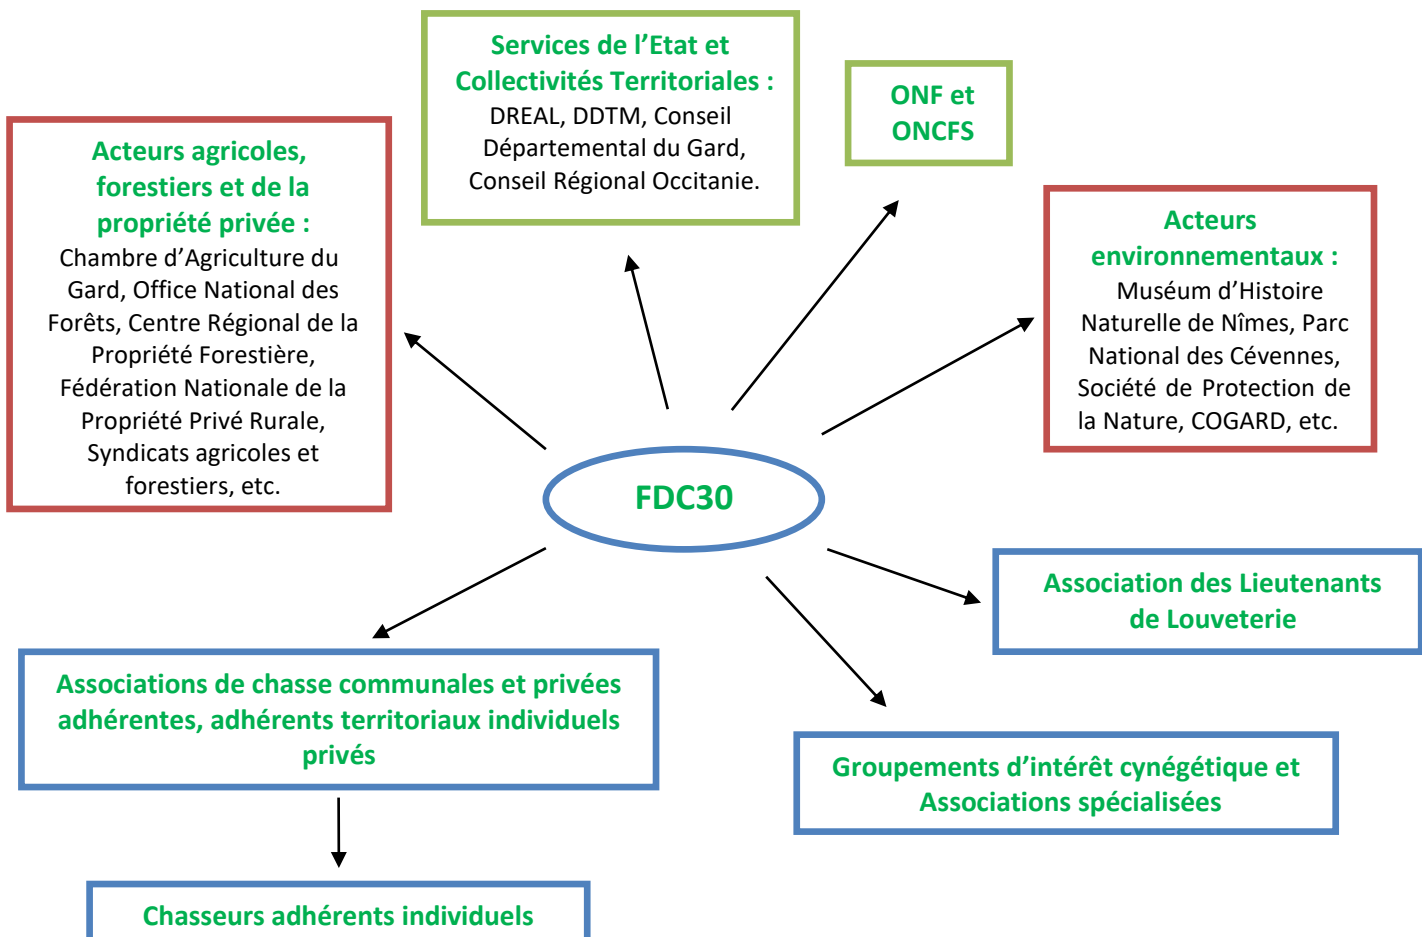 Services de l’Etat et
Collectivités Territoriales :
DREAL, DDTM, Conseil
Départemental du Gard,
Conseil Régional Occitanie.
ONF et
ONCFS
Acteurs agricoles,
forestiers et de la
propriété privée :
Chambre d’Agriculture du
Gard, Office National des
Forêts, Centre Régional de la
Propriété Forestière,
Fédération Nationale de la
Propriété Privé Rurale,
Syndicats agricoles et
forestiers, etc.
Acteurs
environnementaux :
Muséum d’Histoire
Naturelle de Nîmes, Parc
National des Cévennes,
Société de Protection de
la Nature, COGARD, etc.
FDC30
Association des Lieutenants
de Louveterie
Associations de chasse communales et privées
adhérentes, adhérents territoriaux individuels
privés
Groupements d’intérêt cynégétique et
Associations spécialisées
Chasseurs adhérents individuels